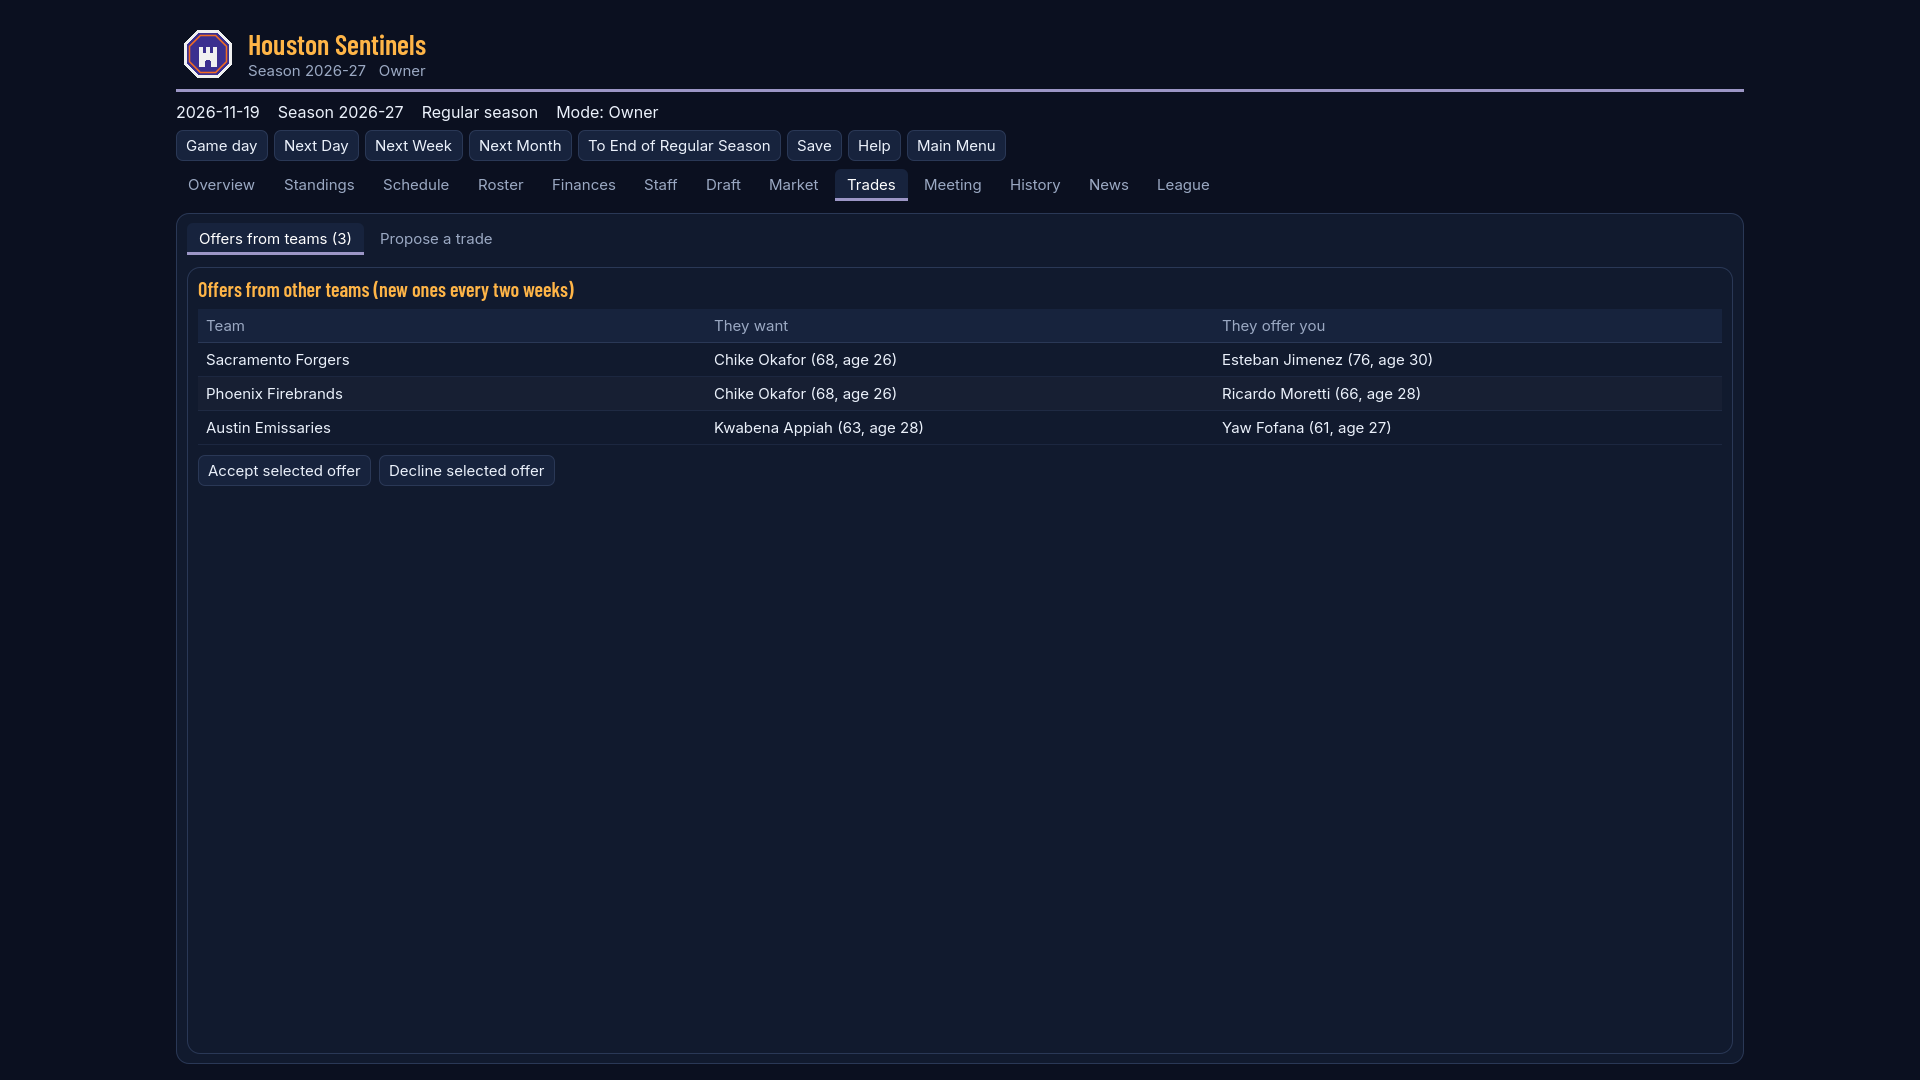 Houston Sentinels
Season 2026-27 Owner
2026-11-19 Season 2026-27 Regular season Mode: Owner
Game day Next Day Next Week Next Month To End of Regular Season Save Help Main Menu
Overview Standings Schedule Roster Finances Staff Draft Market Trades Meeting History News League
Offers from teams (3) Propose a trade
Offers from other teams (new ones every two weeks)
Team They want They offer you
Sacramento Forgers Chike Okafor (68, age 26) Esteban Jimenez (76, age 30)
Phoenix Firebrands Chike Okafor (68, age 26) Ricardo Moretti (66, age 28)
Austin Emissaries Kwabena Appiah (63, age 28) Yaw Fofana (61, age 27)
Accept selected offer Decline selected offer